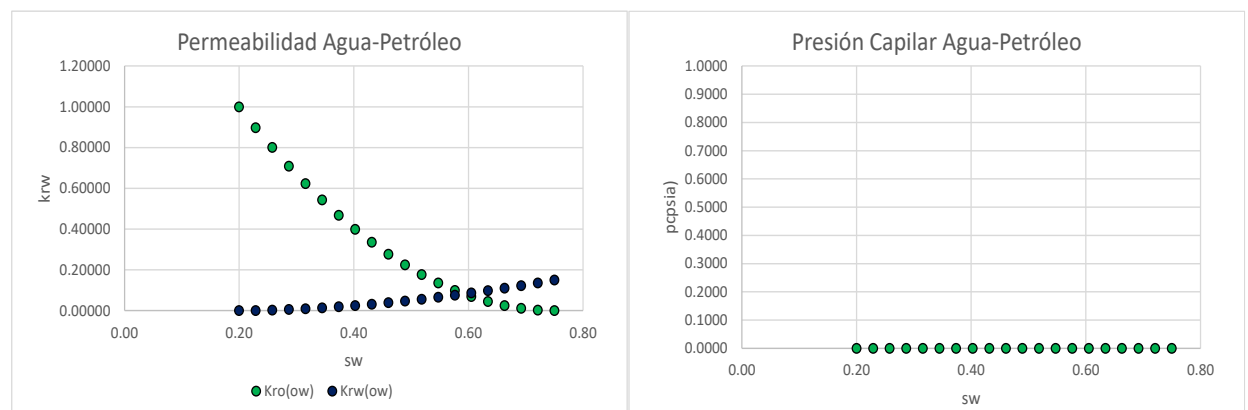 Permeabilidad Agua-Petróleo
1.20000
1.00000
0.80000
0.60000
0.40000
0.20000
0.00000
krw
0.00 0.20 0.40 0.60 0.80
sw
Kro(ow) Krw(ow)
Presión Capilar Agua-Petróleo
1.0000
0.9000
0.8000
0.7000
0.6000
0.5000
0.4000
0.3000
0.2000
0.1000
0.0000
pcpsia)
0.00 0.20 0.40 0.60 0.80
sw